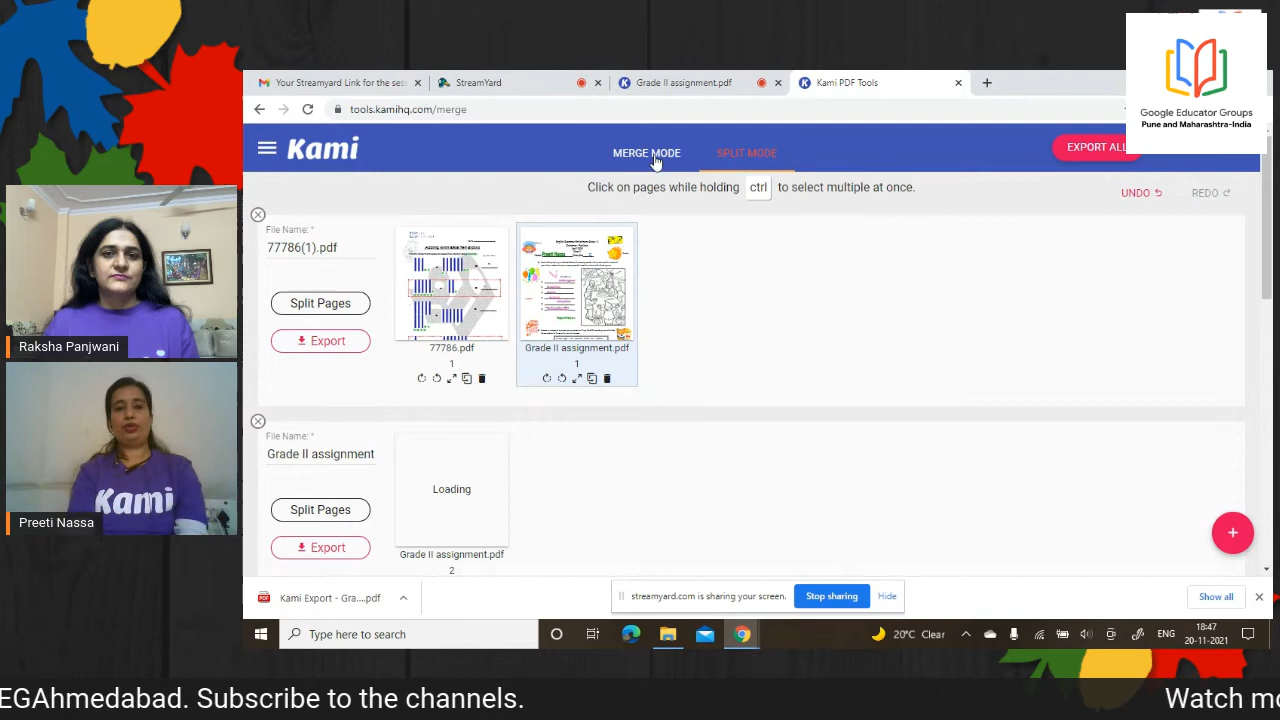 Your Streamyard Link for the ses
StreamYard
Grade II assignment.pdf
Kami PDF Tools
Google Educator Groups
Pune and Maharashtra-India
tools.kamihq.com/merge
Kami
MERGE MODE
SPLIT MODE
EXPORT ALL
Click on pages while holding ctrl to select multiple at once.
UNDO
REDO
File Name: *
77786(1).pdf
Split Pages
Export
77786.pdf
1
Grade II assignment.pdf
1
File Name: *
Grade II assignment
Split Pages
Export
Loading
Grade II assignment.pdf
2
Raksha Panjwani
Kami
Preeti Nassa
Kami Export - Gra....pdf
streamyard.com is sharing your screen.
Stop sharing
Hide
Show all
Type here to search
20°C Clear
ENG
18:47
20-11-2021
EGAhmedabad. Subscribe to the channels.
Watch mo